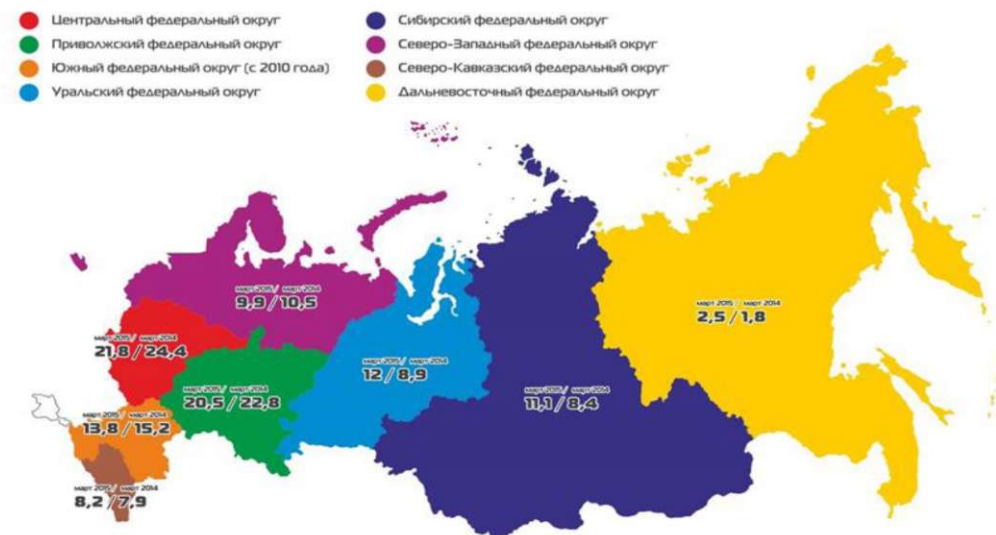 Центральный федеральный округ
Приволжский федеральный округ
Южный федеральный округ (с 2010 года)
Уральский федеральный округ
Сибирский федеральный округ
Северо-Западный федеральный округ
Северо-Кавказский федеральный округ
Дальневосточный федеральный округ
март 2015 / март 2014
9,9 / 10,5
март 2015 / март 2014
2,5 / 1,8
март 2015 / март 2014
21,8 / 24,4
март 2015 / март 2014
12 / 8,9
март 2015 / март 2014
20,5 / 22,8
март 2015 / март 2014
11,1 / 8,4
март 2015 / март 2014
13,8 / 15,2
март 2015 / март 2014
8,2 / 7,9